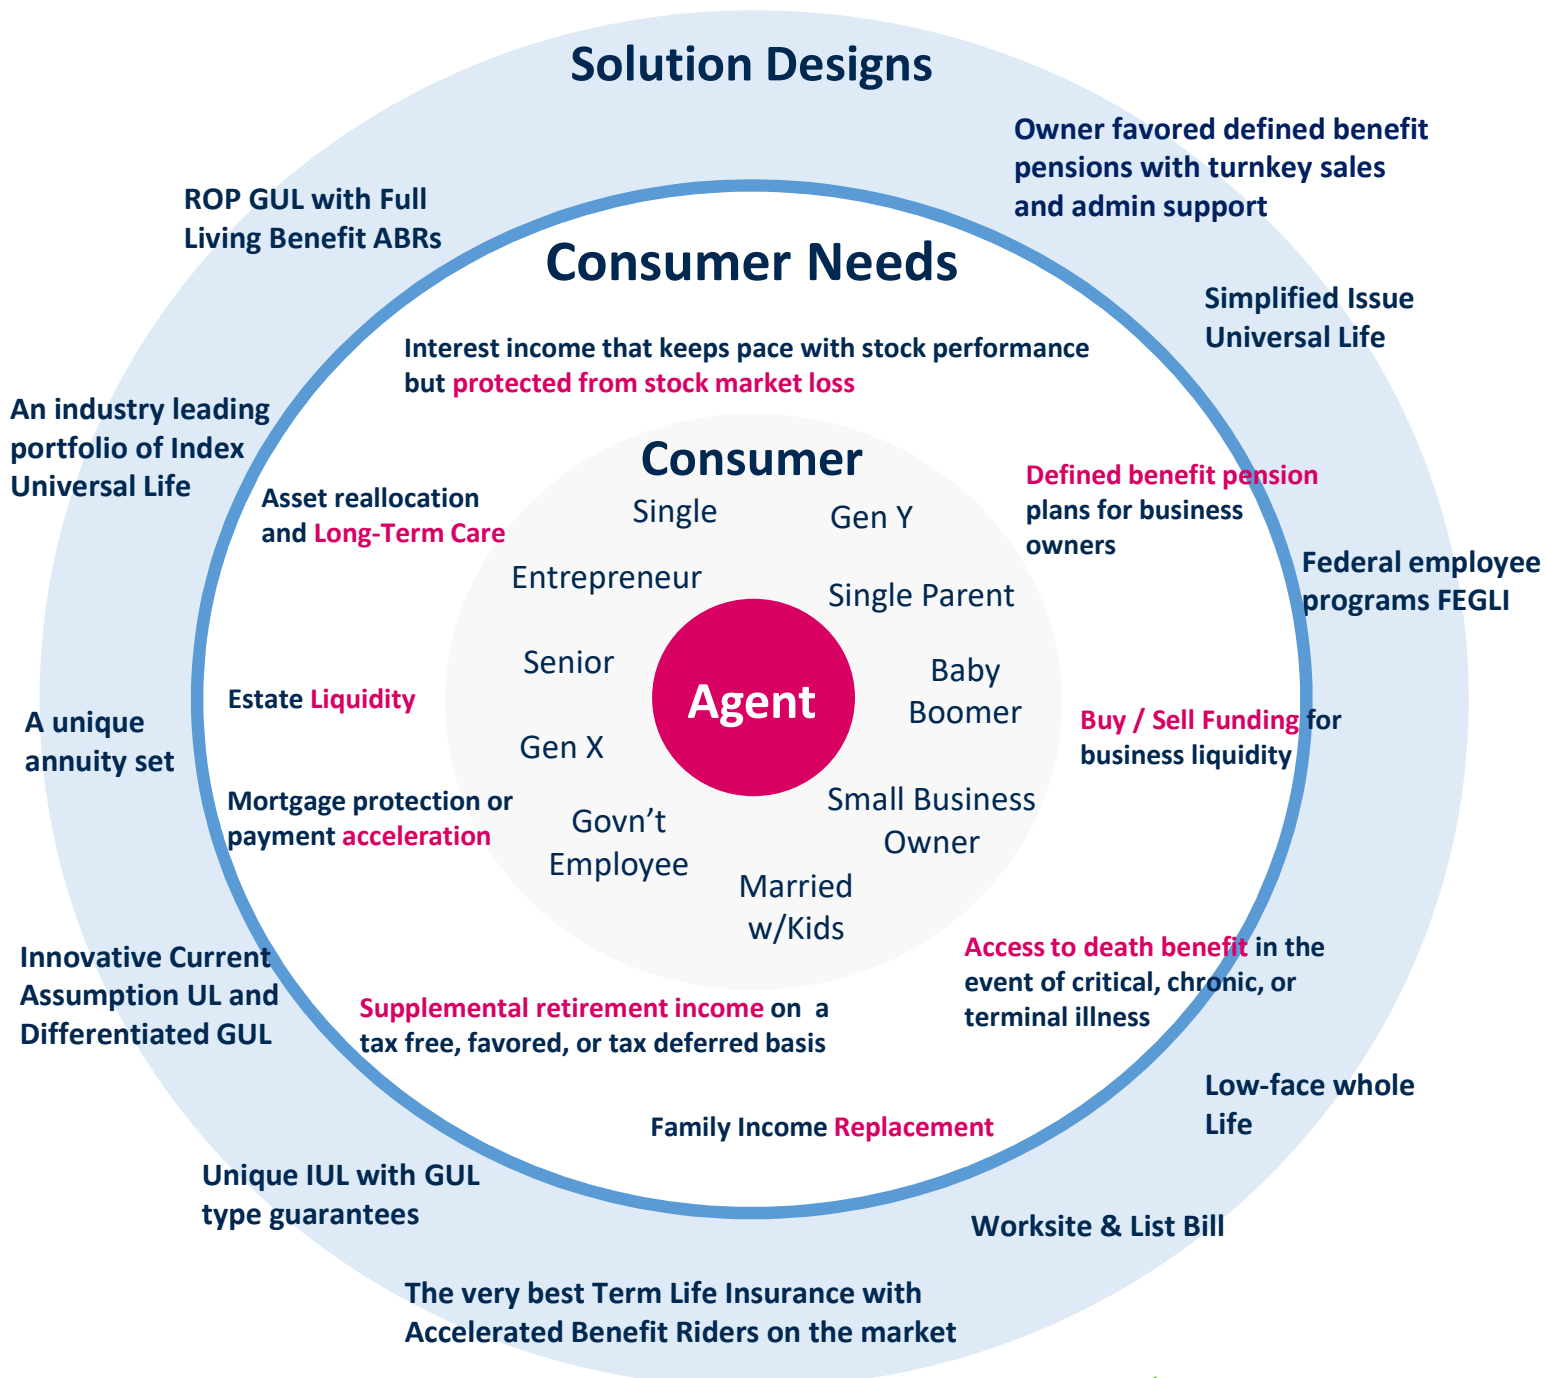 Solution Designs
Owner favored defined benefit
pensions with turnkey sales
and admin support
ROP GUL with Full
Living Benefit ABRs
Simplified Issue
Universal Life
An industry leading
portfolio of Index
Universal Life
Federal employee
programs FEGLI
A unique
annuity set
Innovative Current
Assumption UL and
Differentiated GUL
Low-face whole
Life
Unique IUL with GUL
type guarantees
Worksite & List Bill
The very best Term Life Insurance with
Accelerated Benefit Riders on the market
Consumer Needs
Interest income that keeps pace with stock performance
but protected from stock market loss
Asset reallocation
and Long-Term Care
Defined benefit pension
plans for business
owners
Estate Liquidity
Buy / Sell Funding for
business liquidity
Mortgage protection or
payment acceleration
Access to death benefit in the
event of critical, chronic, or
terminal illness
Supplemental retirement income on a
tax free, favored, or tax deferred basis
Family Income Replacement
Consumer
Single
Gen Y
Entrepreneur
Single Parent
Senior
Baby
Boomer
Gen X
Small Business
Owner
Govn't
Employee
Married
w/Kids
Agent